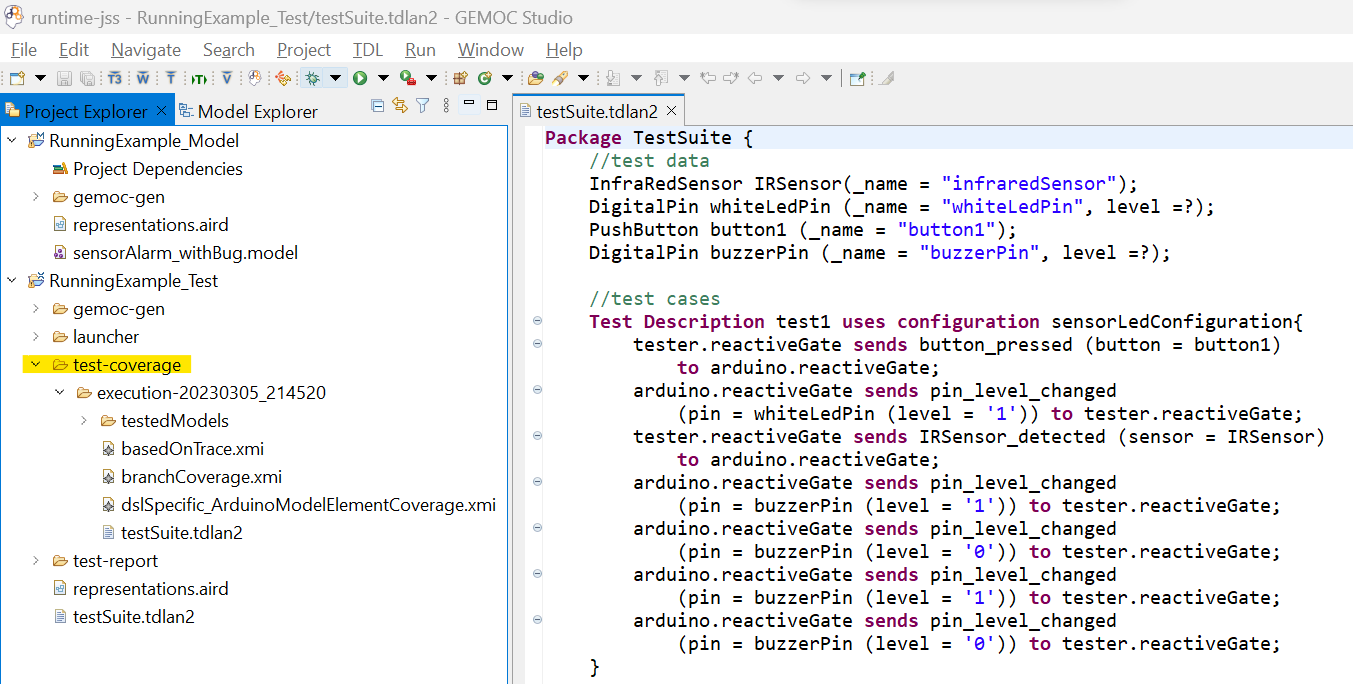 runtime-jss - RunningExample_Test/testSuite.tdlan2 - GEMOC Studio
File Edit Navigate Search Project TDL Run Window Help
T3 W T (T) V
Project Explorer
Model Explorer
RunningExample_Model
Project Dependencies
gemoc-gen
representations.aird
sensorAlarm_withBug.model
RunningExample_Test
gemoc-gen
launcher
test-coverage
execution-20230305_214520
testedModels
basedOnTrace.xmi
branchCoverage.xmi
dslSpecific_ArduinoModelElementCoverage.xmi
testSuite.tdlan2
test-report
representations.aird
testSuite.tdlan2
testSuite.tdlan2
Package TestSuite {
//test data
InfraRedSensor IRSensor(_name = "infraredSensor");
DigitalPin whiteLedPin (_name = "whiteLedPin", level =?);
PushButton button1 (_name = "button1");
DigitalPin buzzerPin (_name = "buzzerPin", level =?);
//test cases
Test Description test1 uses configuration sensorLedConfiguration{
tester.reactiveGate sends button_pressed (button = button1)
to arduino.reactiveGate;
arduino.reactiveGate sends pin_level_changed
(pin = whiteLedPin (level = '1')) to tester.reactiveGate;
tester.reactiveGate sends IRSensor_detected (sensor = IRSensor)
to arduino.reactiveGate;
arduino.reactiveGate sends pin_level_changed
(pin = buzzerPin (level = '1')) to tester.reactiveGate;
arduino.reactiveGate sends pin_level_changed
(pin = buzzerPin (level = '0')) to tester.reactiveGate;
arduino.reactiveGate sends pin_level_changed
(pin = buzzerPin (level = '1')) to tester.reactiveGate;
arduino.reactiveGate sends pin_level_changed
(pin = buzzerPin (level = '0')) to tester.reactiveGate;
}